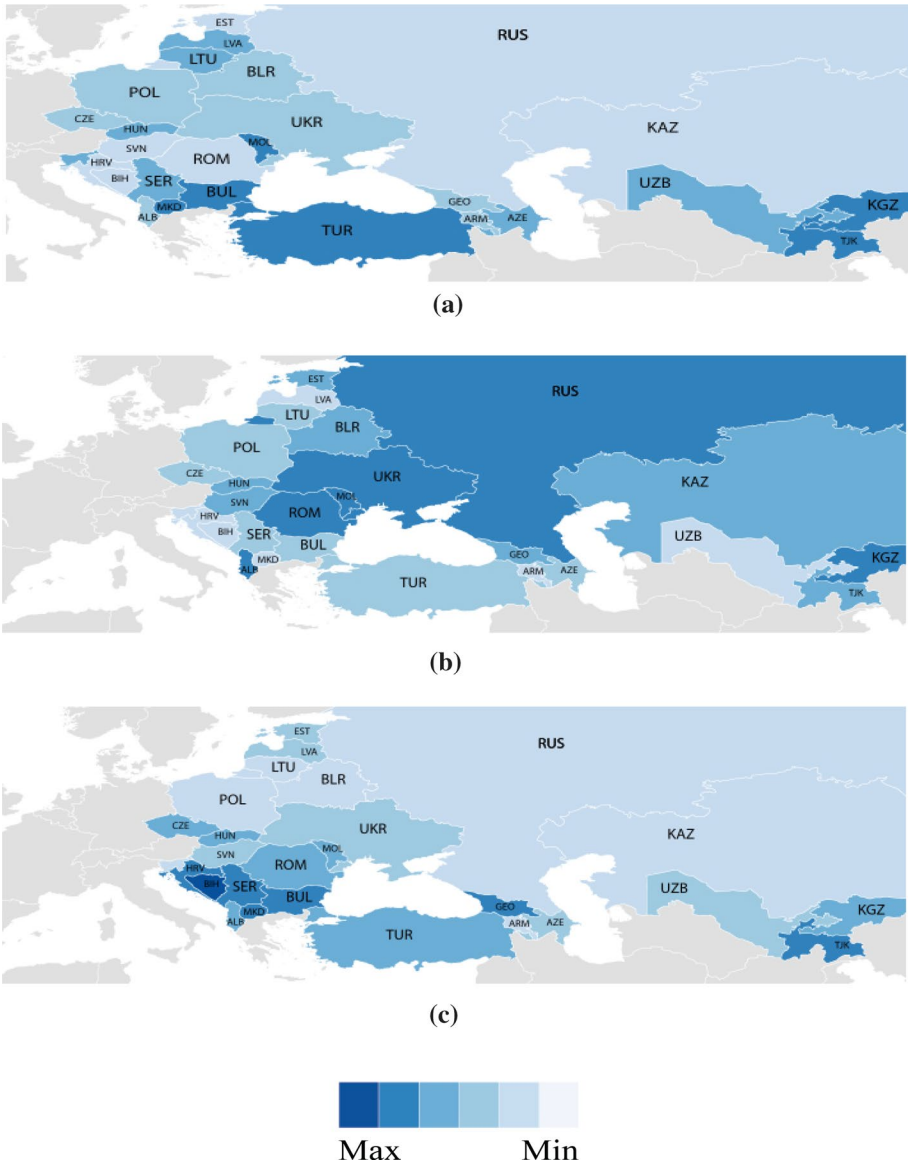 EST
RUS
LVA
LTU
BLR
POL
CZE
UKR
HUN
MOL
SVN
KAZ
HRV
ROM
BIH
SER
UZB
BUL
MKD
ALB
GEO
KGZ
ARM
AZE
TUR
TJK
(a)
EST
RUS
LVA
LTU
BLR
POL
CZE
UKR
HUN
KAZ
MOL
SVN
ROM
HRV
BIH
SER
UZB
BUL
GEO
KGZ
MKD
ALB
ARM
AZE
TUR
TJK
(b)
EST
RUS
LVA
LTU
BLR
POL
CZE
UKR
HUN
KAZ
MOL
SVN
ROM
HRV
BIH
SER
UZB
BUL
GEO
KGZ
MKD
ALB
ARM
AZE
TUR
TJK
(c)
Max Min